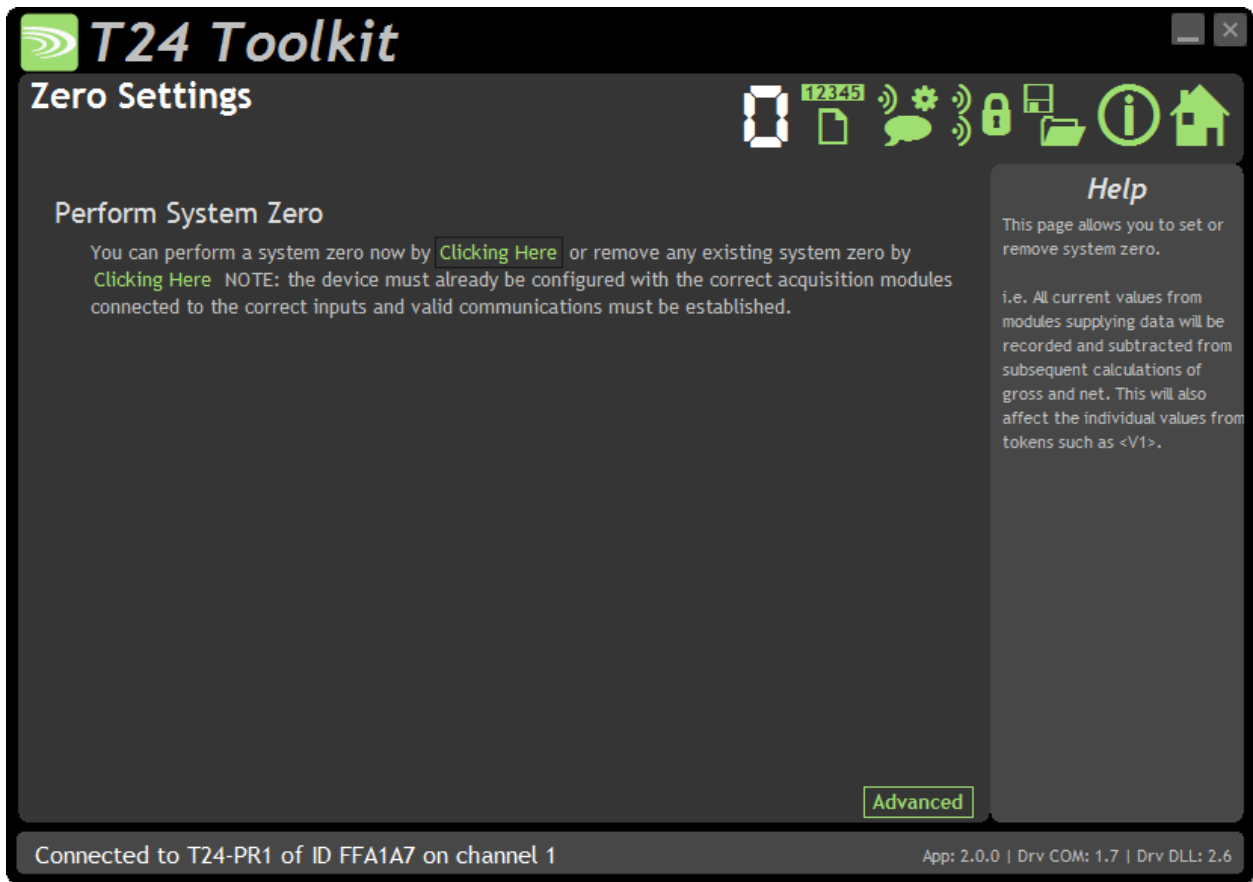 T24 Toolkit
Zero Settings
0
12345
Perform System Zero
You can perform a system zero now by Clicking Here or remove any existing system zero by
Clicking Here NOTE: the device must already be configured with the correct acquisition modules
connected to the correct inputs and valid communications must be established.
Help
This page allows you to set or
remove system zero.
i.e. All current values from
modules supplying data will be
recorded and subtracted from
subsequent calculations of
gross and net. This will also
affect the individual values from
tokens such as <V1>.
Advanced
Connected to T24-PR1 of ID FFA1A7 on channel 1
App: 2.0.0 | Drv COM: 1.7 | Drv DLL: 2.6